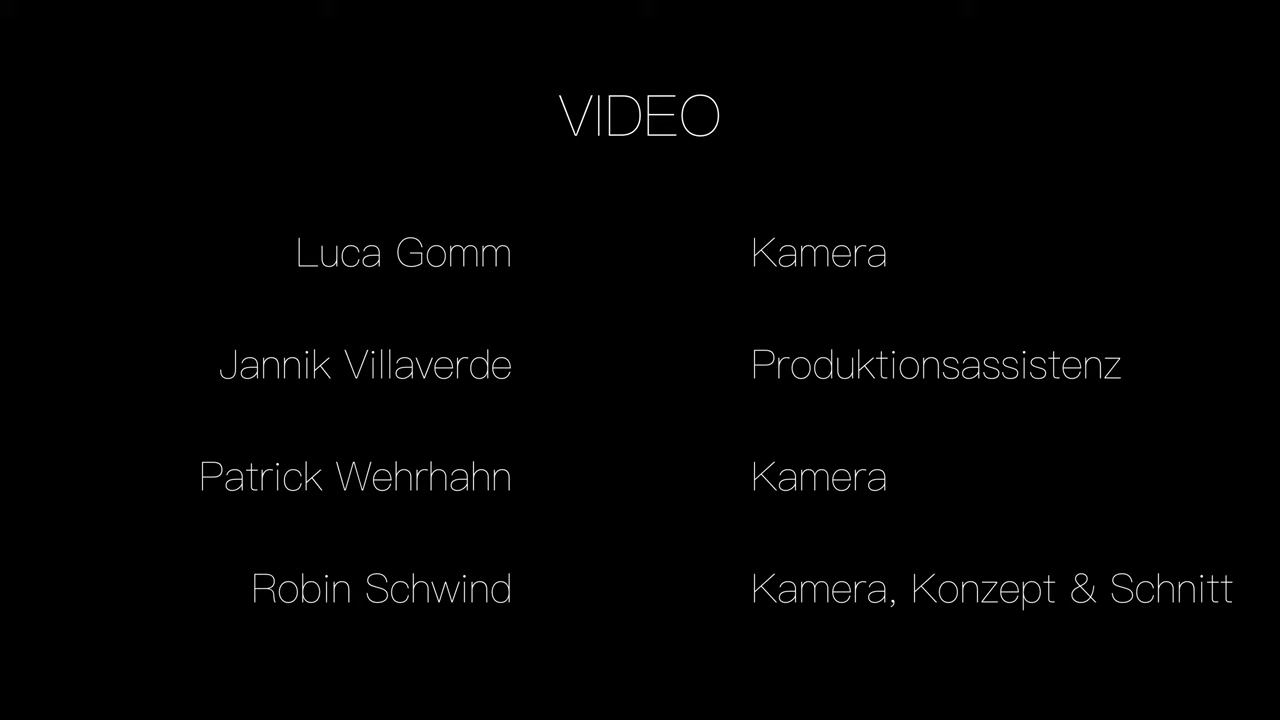 VIDEO
Luca Gomm Kamera
Jannik Villaverde Produktionsassistenz
Patrick Wehrhahn Kamera
Robin Schwind Kamera, Konzept & Schnitt